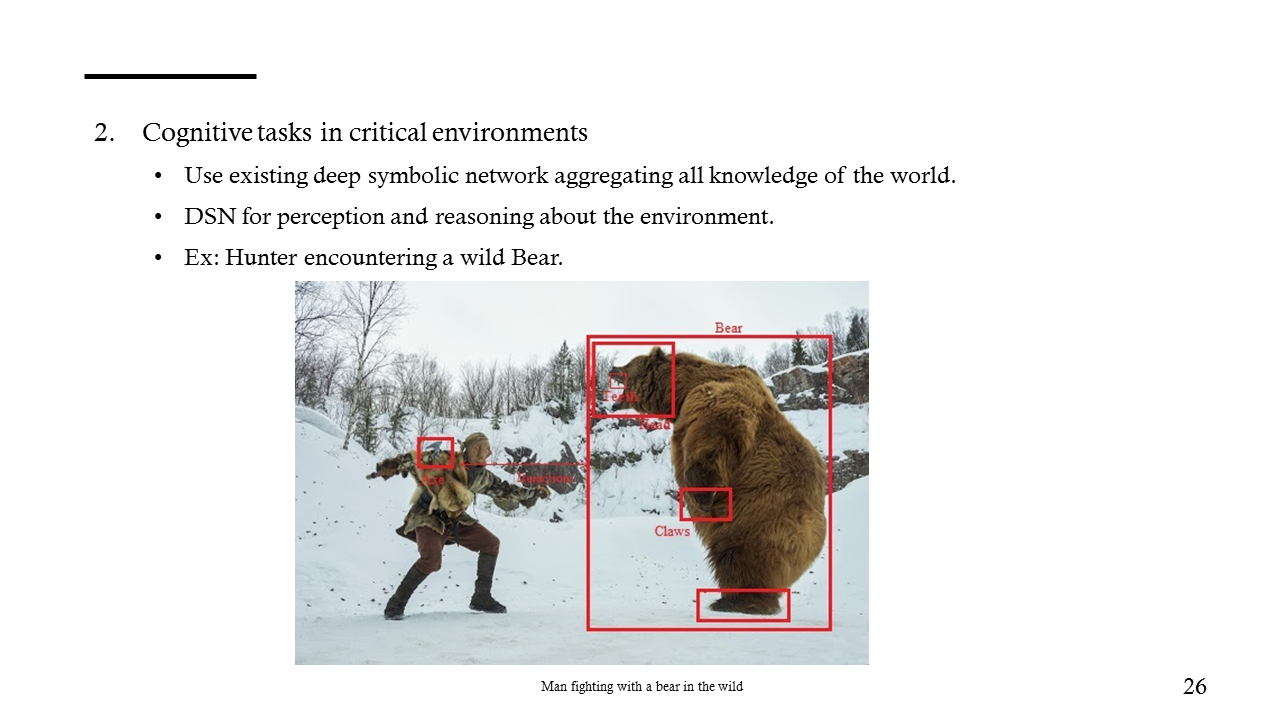 2. Cognitive tasks in critical environments
• Use existing deep symbolic network aggregating all knowledge of the world.
• DSN for perception and reasoning about the environment.
• Ex: Hunter encountering a wild Bear.
Bear
Teeth
Head
Axe
Claws
Man fighting with a bear in the wild
26